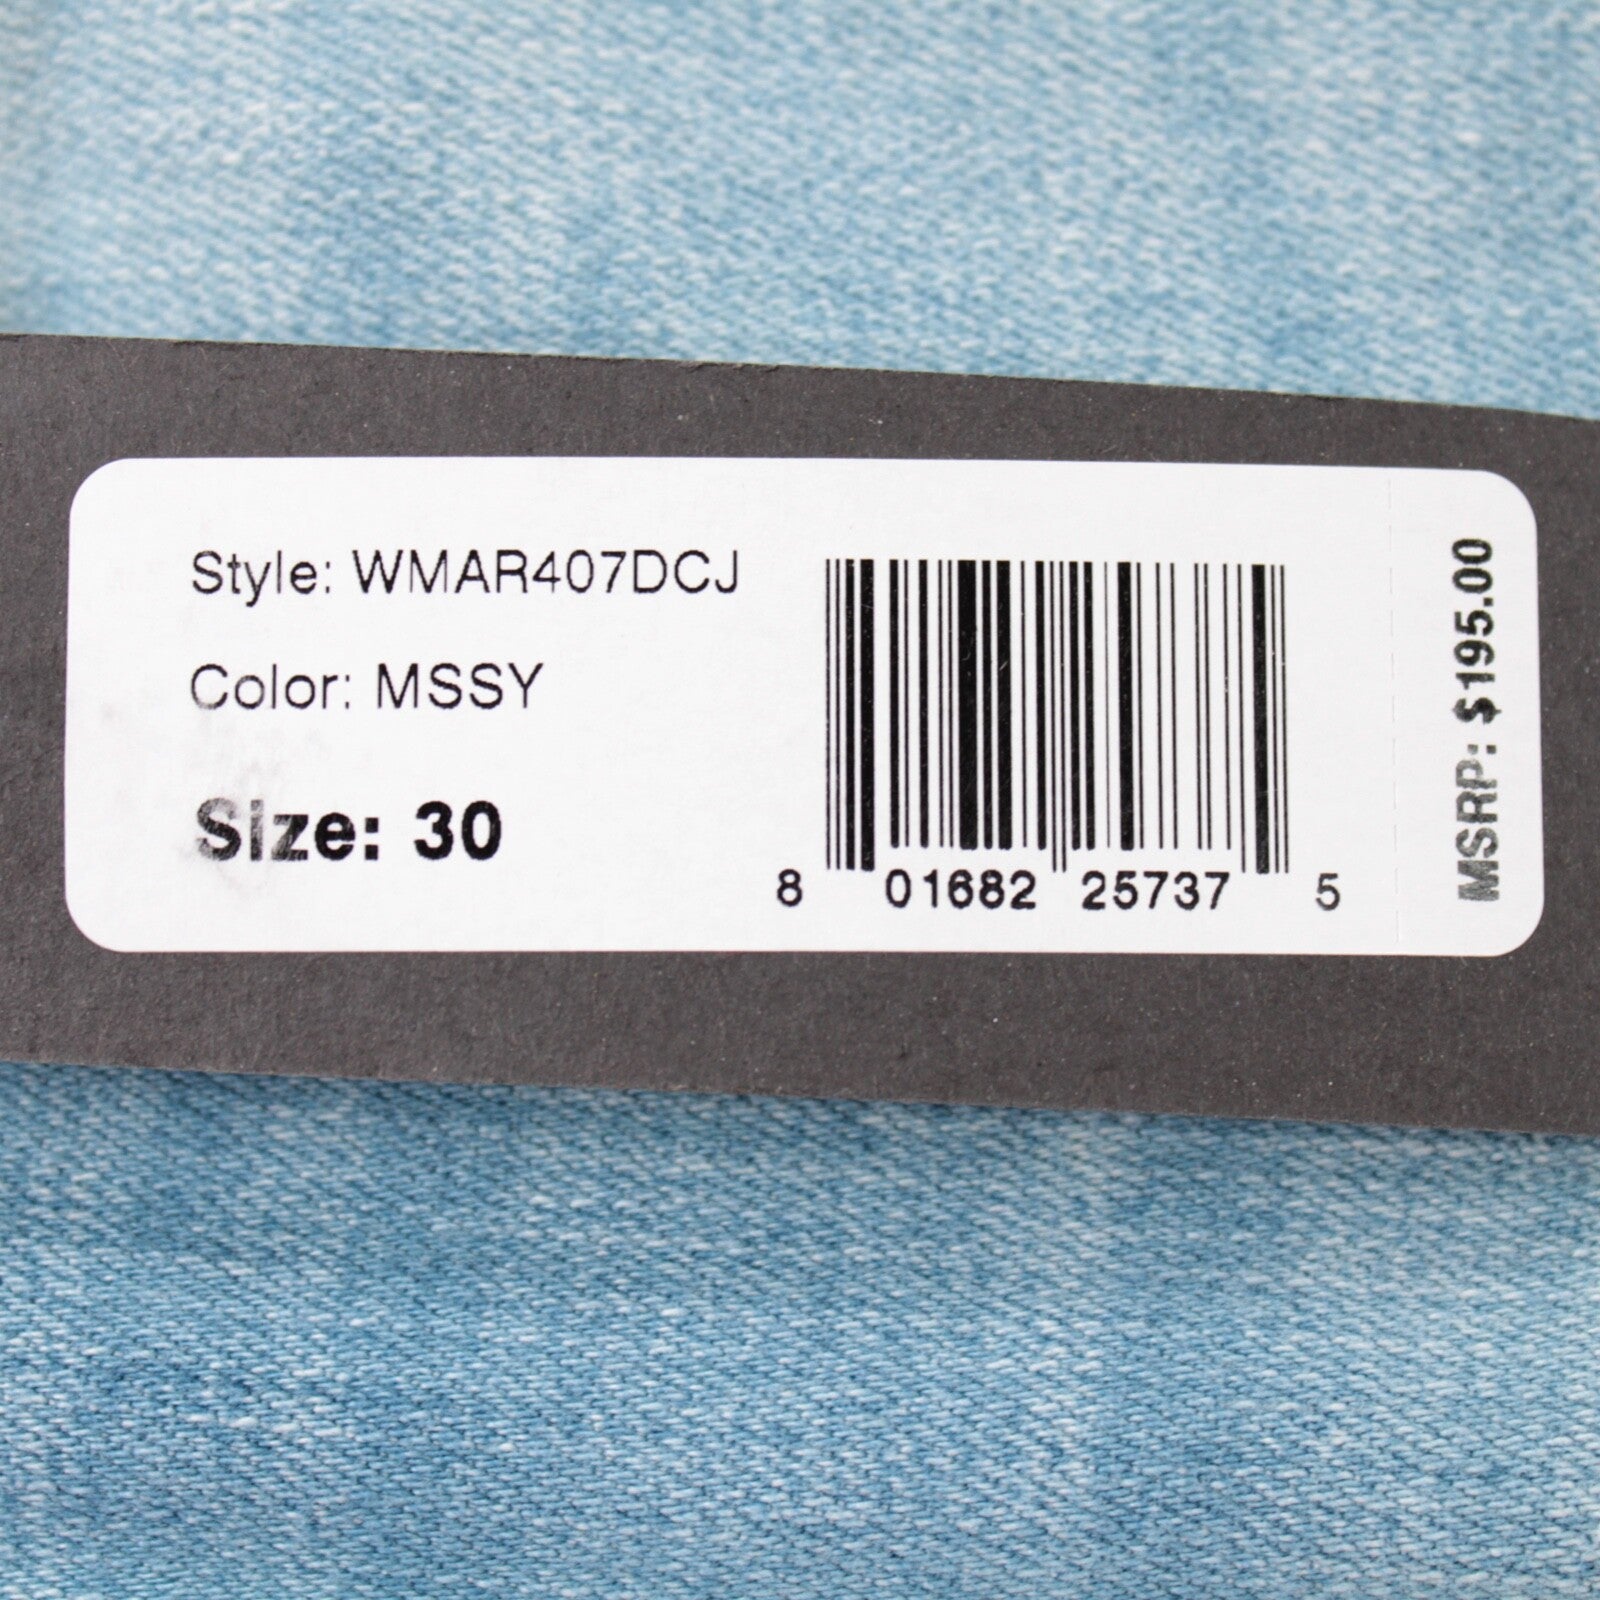 Style: WMAR407DCJ
Color: MSSY
Size: 30
8 01682 25737 5
MSRP: $195.00